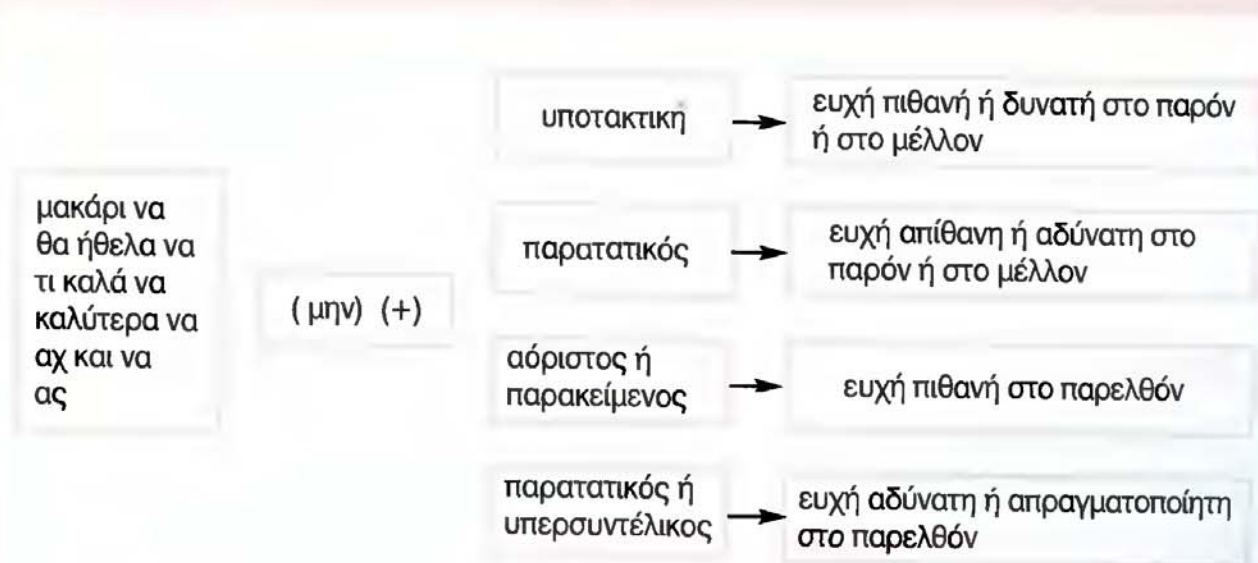 μακάρι να
θα ήθελα να
τι καλά να
καλύτερα να
αχ και να
ας
( μην) (+)
υποτακτική
ευχή πιθανή ή δυνατή στο παρόν
ή στο μέλλον
παρατατικός
ευχή απίθανη ή αδύνατη στο
παρόν ή στο μέλλον
αόριστος ή
παρακείμενος
ευχή πιθανή στο παρελθόν
παρατατικός ή
υπερσυντέλικος
ευχή αδύνατη ή απραγματοποίητη
στο παρελθόν